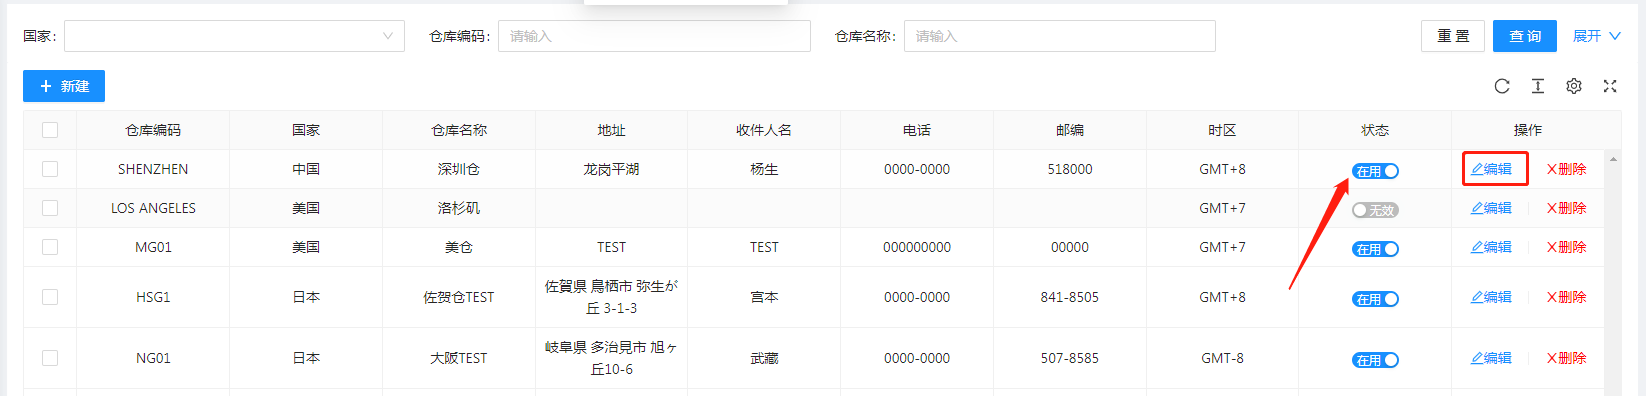 国家： 仓库编码： 请输入 仓库名称： 请输入 重 置 查 询 展开
+ 新建
仓库编码 国家 仓库名称 地址 收件人名 电话 邮编 时区 状态 操作
SHENZHEN 中国 深圳仓 龙岗平湖 杨生 0000-0000 518000 GMT+8 在用 编辑 X删除
LOS ANGELES 美国 洛杉矶 GMT+7 无效 编辑 X删除
MG01 美国 美仓 TEST TEST 000000000 00000 GMT+7 在用 编辑 X删除
HSG1 日本 佐贺仓TEST 佐賀県 鳥栖市 弥生が
丘 3-1-3 宫本 0000-0000 841-8505 GMT+8 在用 编辑 X删除
NG01 日本 大阪TEST 岐阜県 多治見市 旭ヶ
丘10-6 武藏 0000-0000 507-8585 GMT-8 在用 编辑 X删除